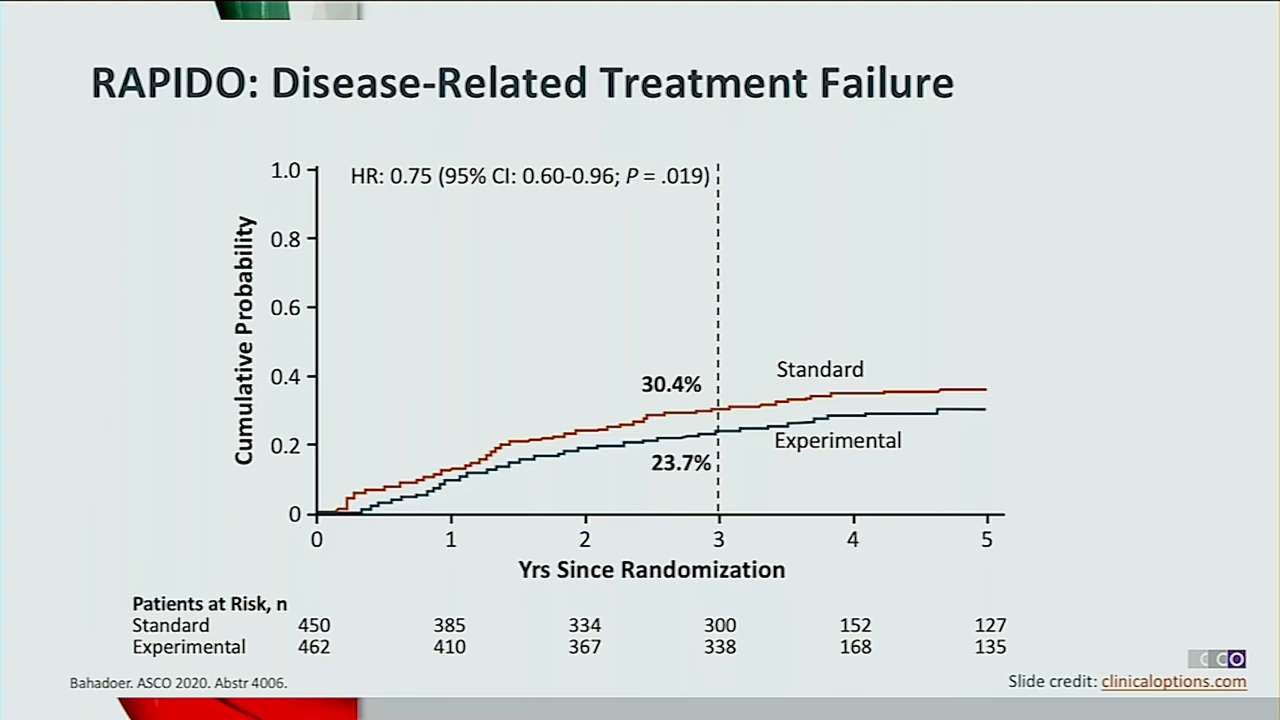 RAPIDO: Disease-Related Treatment Failure
HR: 0.75 (95% CI: 0.60-0.96; P = .019)
Cumulative Probability
1.0
0.8
0.6
0.4
0.2
0
Standard
30.4%
Experimental
23.7%
0 1 2 3 4 5
Yrs Since Randomization
Patients at Risk, n
Standard 450 385 334 300 152 127
Experimental 462 410 367 338 168 135
CCO
Bahadoer. ASCO 2020. Abstr 4006.
Slide credit: clinicaloptions.com